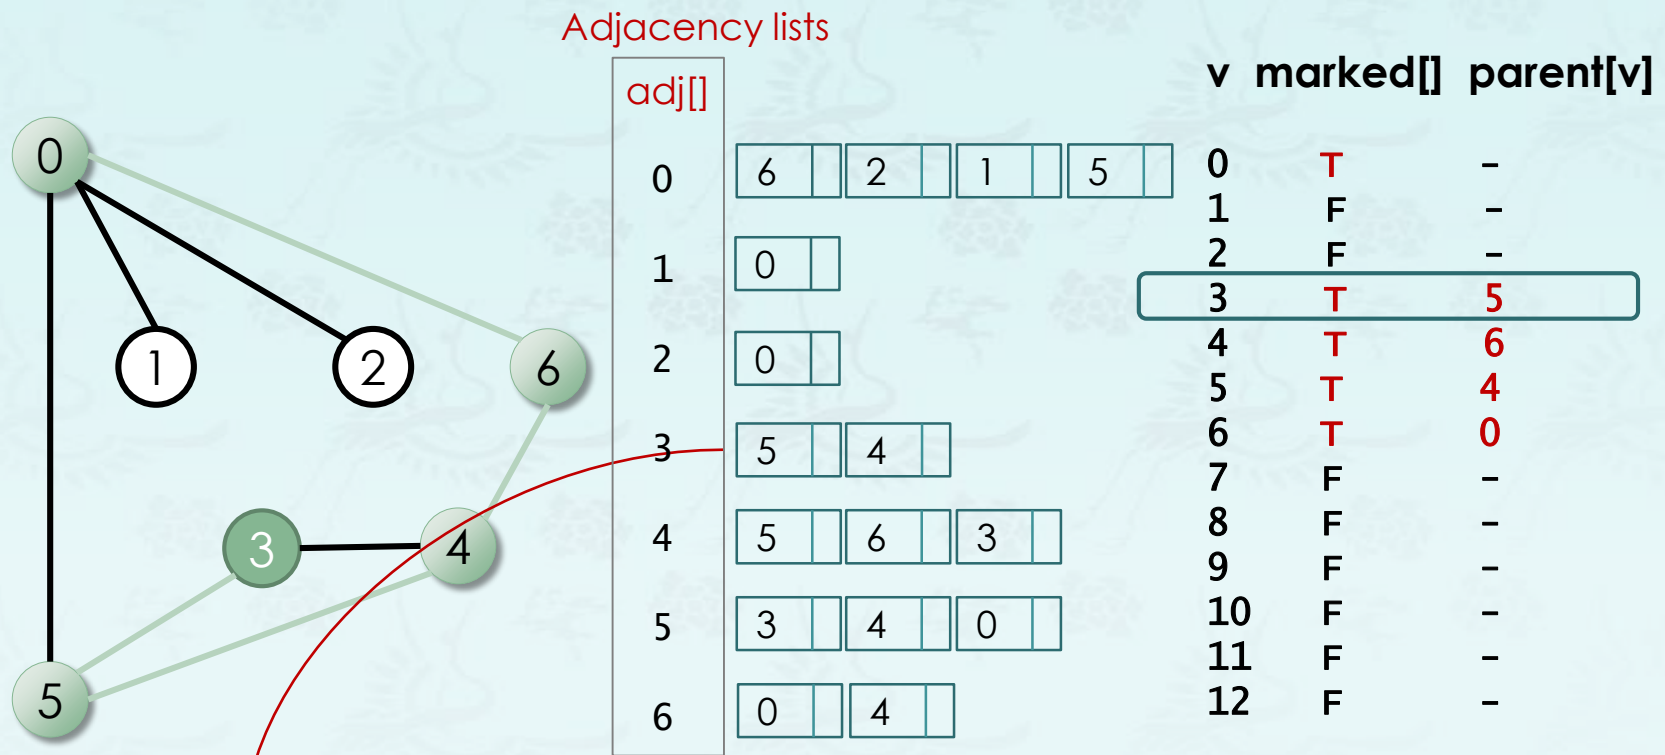 Adjacency lists
v marked[] parent[v]
adj[]
0
1
2
6
3
4
5
0 6 2 1 5
1 0
2 0
3 5 4
4 5 6 3
5 3 4 0
6 0 4
0 T –
1 F –
2 F –
3 T 5
4 T 6
5 T 4
6 T 0
7 F –
8 F –
9 F –
10 F –
11 F –
12 F –